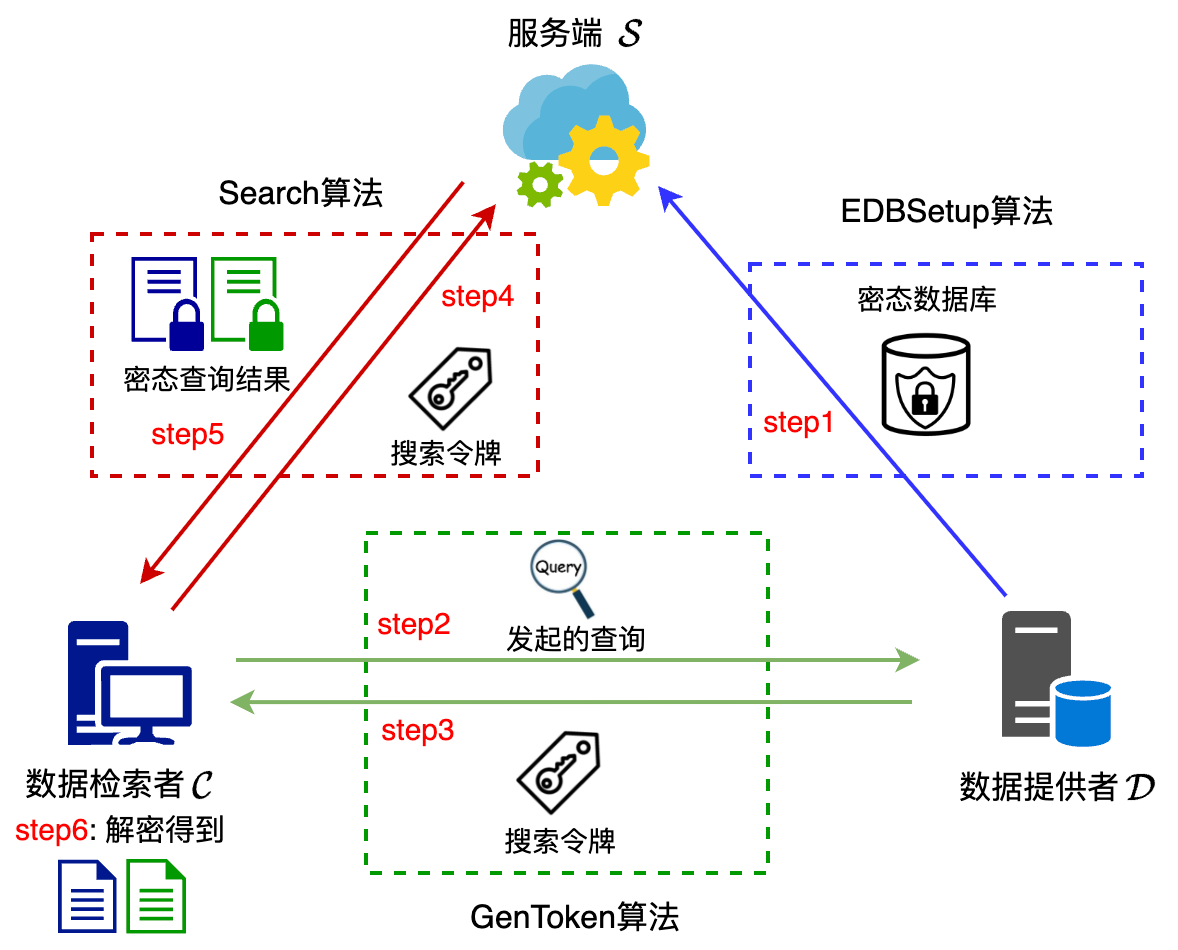 服务端 𝒮
Search算法
EDBSetup算法
密态数据库
step4
密态查询结果
step1
step5
搜索令牌
Query
step2
发起的查询
step3
搜索令牌
数据检索者 𝒞
数据提供者 𝒟
step6: 解密得到
GenToken算法